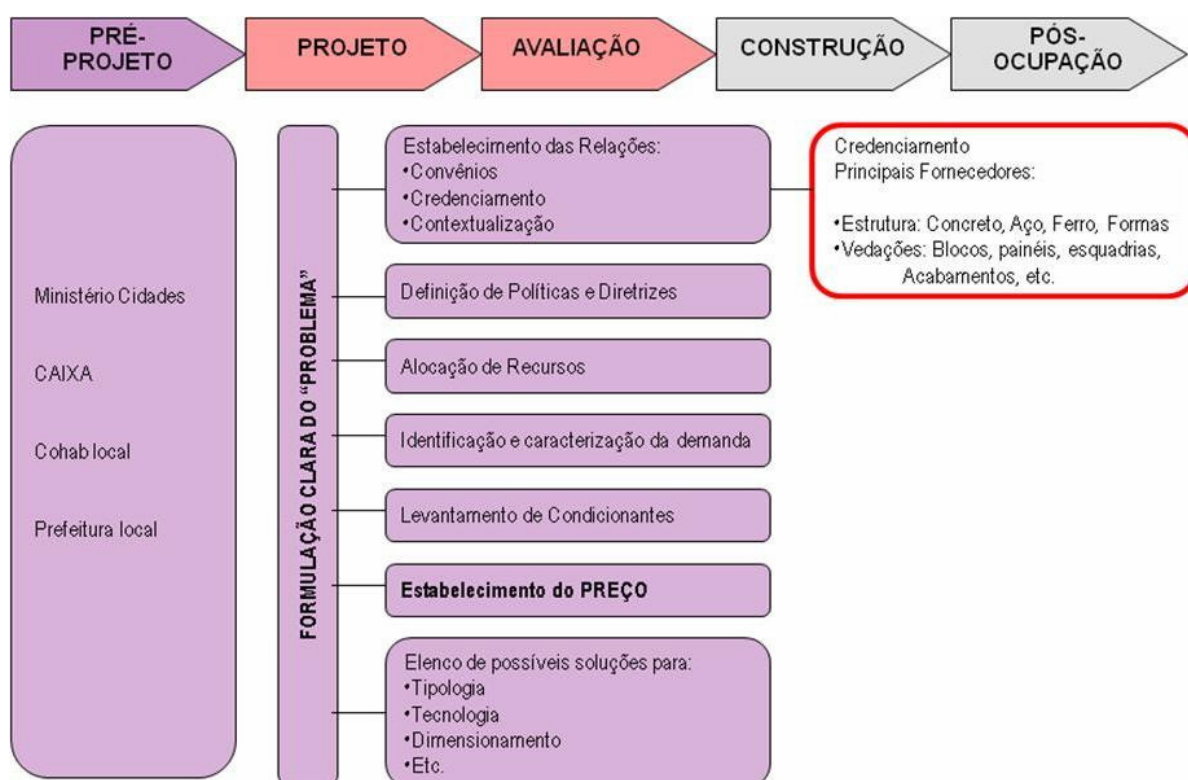 PRÉ-
PROJETO
PROJETO
AVALIAÇÃO
CONSTRUÇÃO
PÓS-
OCUPAÇÃO
Ministério Cidades
CAIXA
Cohab local
Prefeitura local
FORMULAÇÃO CLARA DO “PROBLEMA”
Estabelecimento das Relações:
•Convênios
•Credenciamento
•Contextualização
Definição de Políticas e Diretrizes
Alocação de Recursos
Identificação e caracterização da demanda
Levantamento de Condicionantes
Estabelecimento do PREÇO
Elenco de possíveis soluções para:
•Tipologia
•Tecnologia
•Dimensionamento
•Etc.
Credenciamento
Principais Fornecedores:
•Estrutura: Concreto, Aço, Ferro, Formas
•Vedações: Blocos, painéis, esquadrias,
Acabamentos, etc.